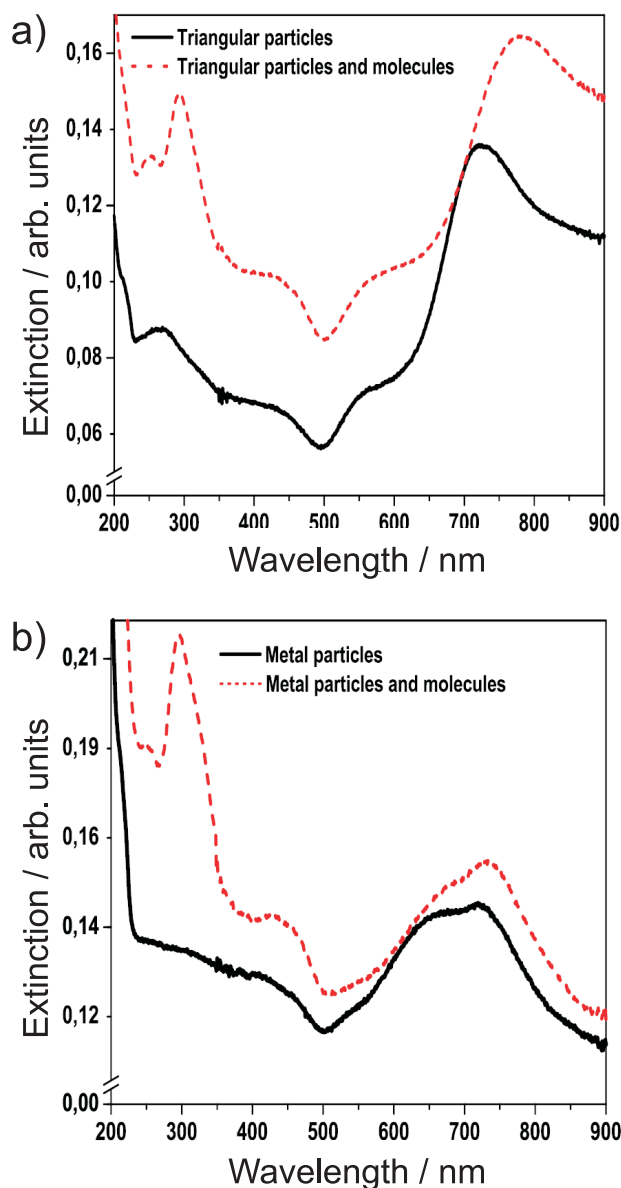 a)
Triangular particles
Triangular particles and molecules
0,16
0,14
0,12
0,10
0,08
0,06
0,00
Extinction / arb. units
200 300 400 500 600 700 800 900
Wavelength / nm
b)
Metal particles
Metal particles and molecules
0,21
0,19
0,16
0,14
0,12
0,00
Extinction / arb. units
200 300 400 500 600 700 800 900
Wavelength / nm